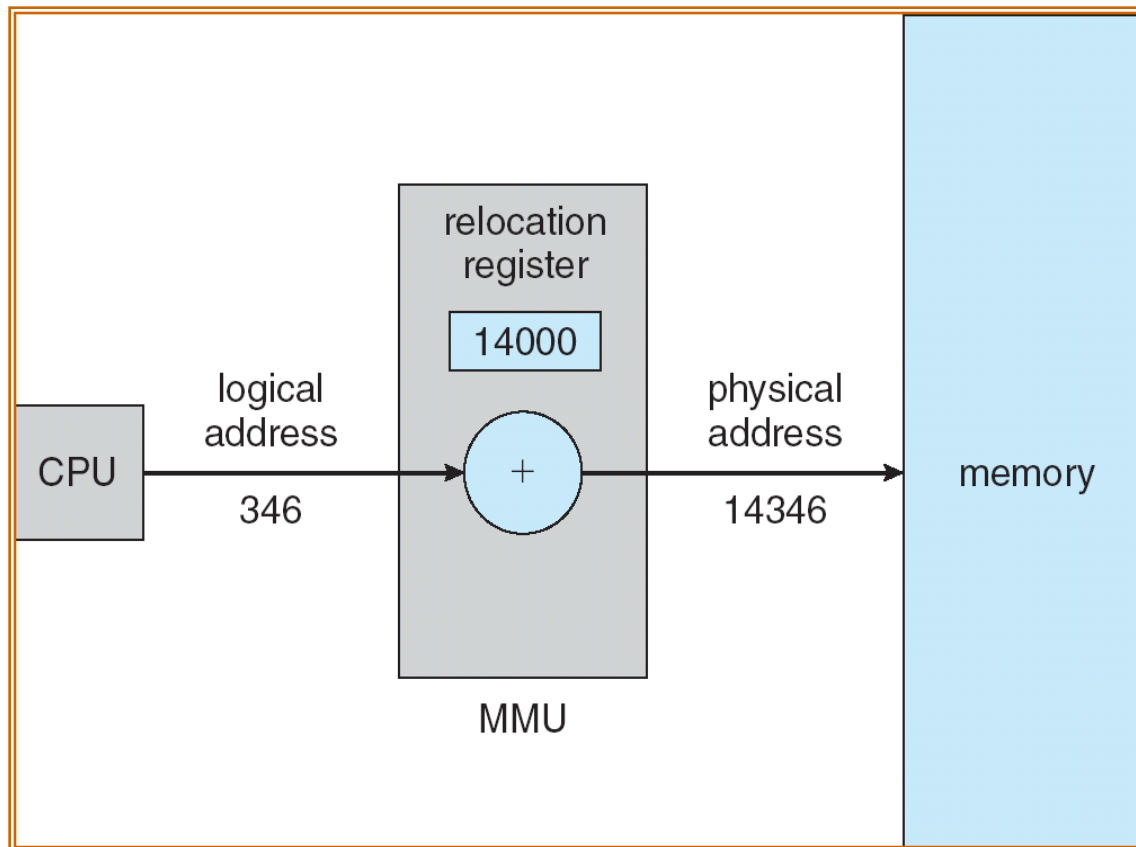 relocation
register
14000
logical
address
physical
address
CPU
+
memory
346
14346
MMU